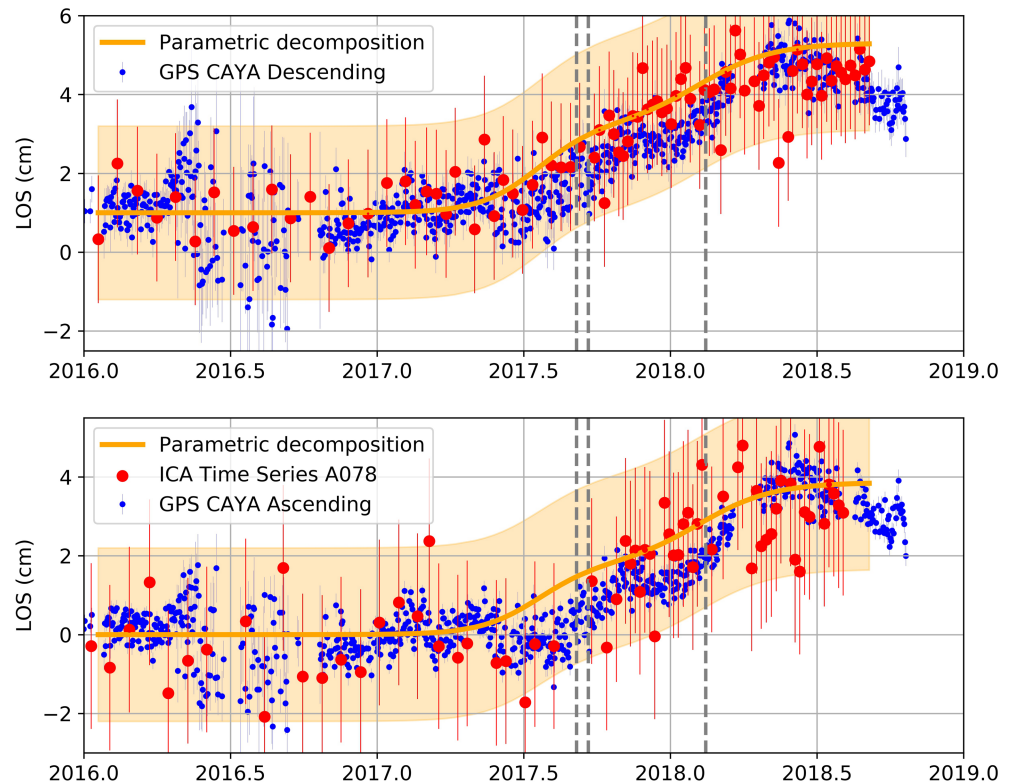 6
4
2
0
−2
LOS (cm)
Parametric decomposition
GPS CAYA Descending
2016.0 2016.5 2017.0 2017.5 2018.0 2018.5 2019.0
4
2
0
−2
LOS (cm)
Parametric decomposition
ICA Time Series A078
GPS CAYA Ascending
2016.0 2016.5 2017.0 2017.5 2018.0 2018.5 2019.0